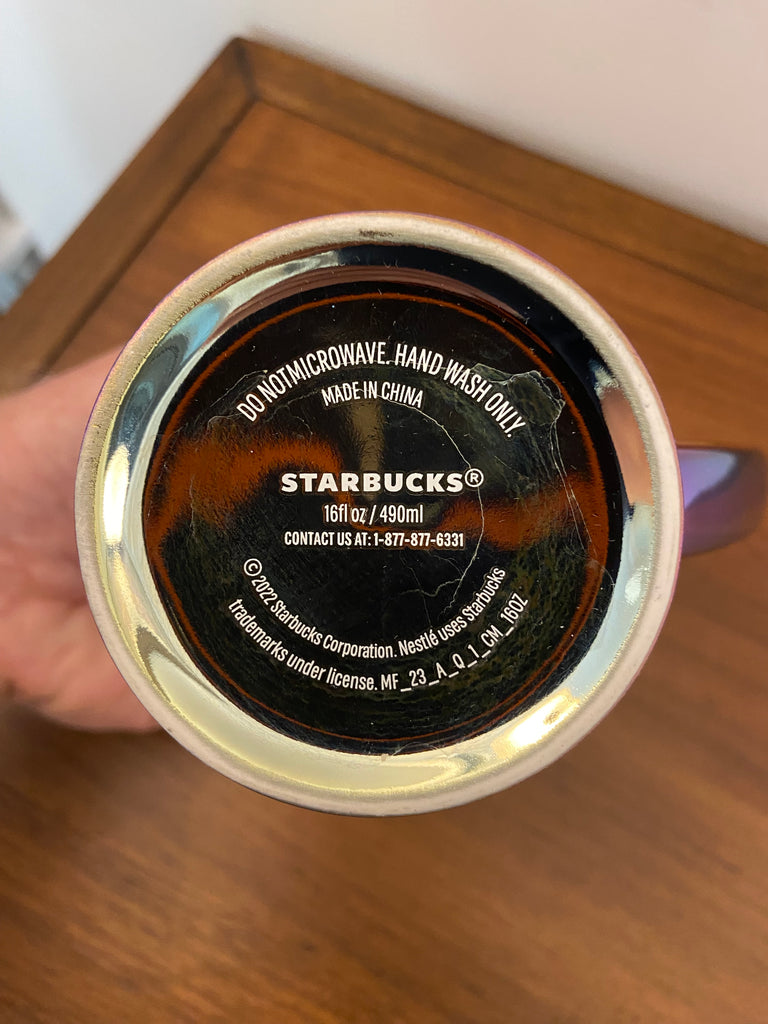 DO NOTMICROWAVE. HAND WASH ONLY.
MADE IN CHINA
STARBUCKS®
16fl oz / 490ml
CONTACT US AT: 1-877-877-6331
© 2022 Starbucks Corporation. Nestlé uses Starbucks
trademarks under license. MF_23_A_Q_1_CM_16OZ